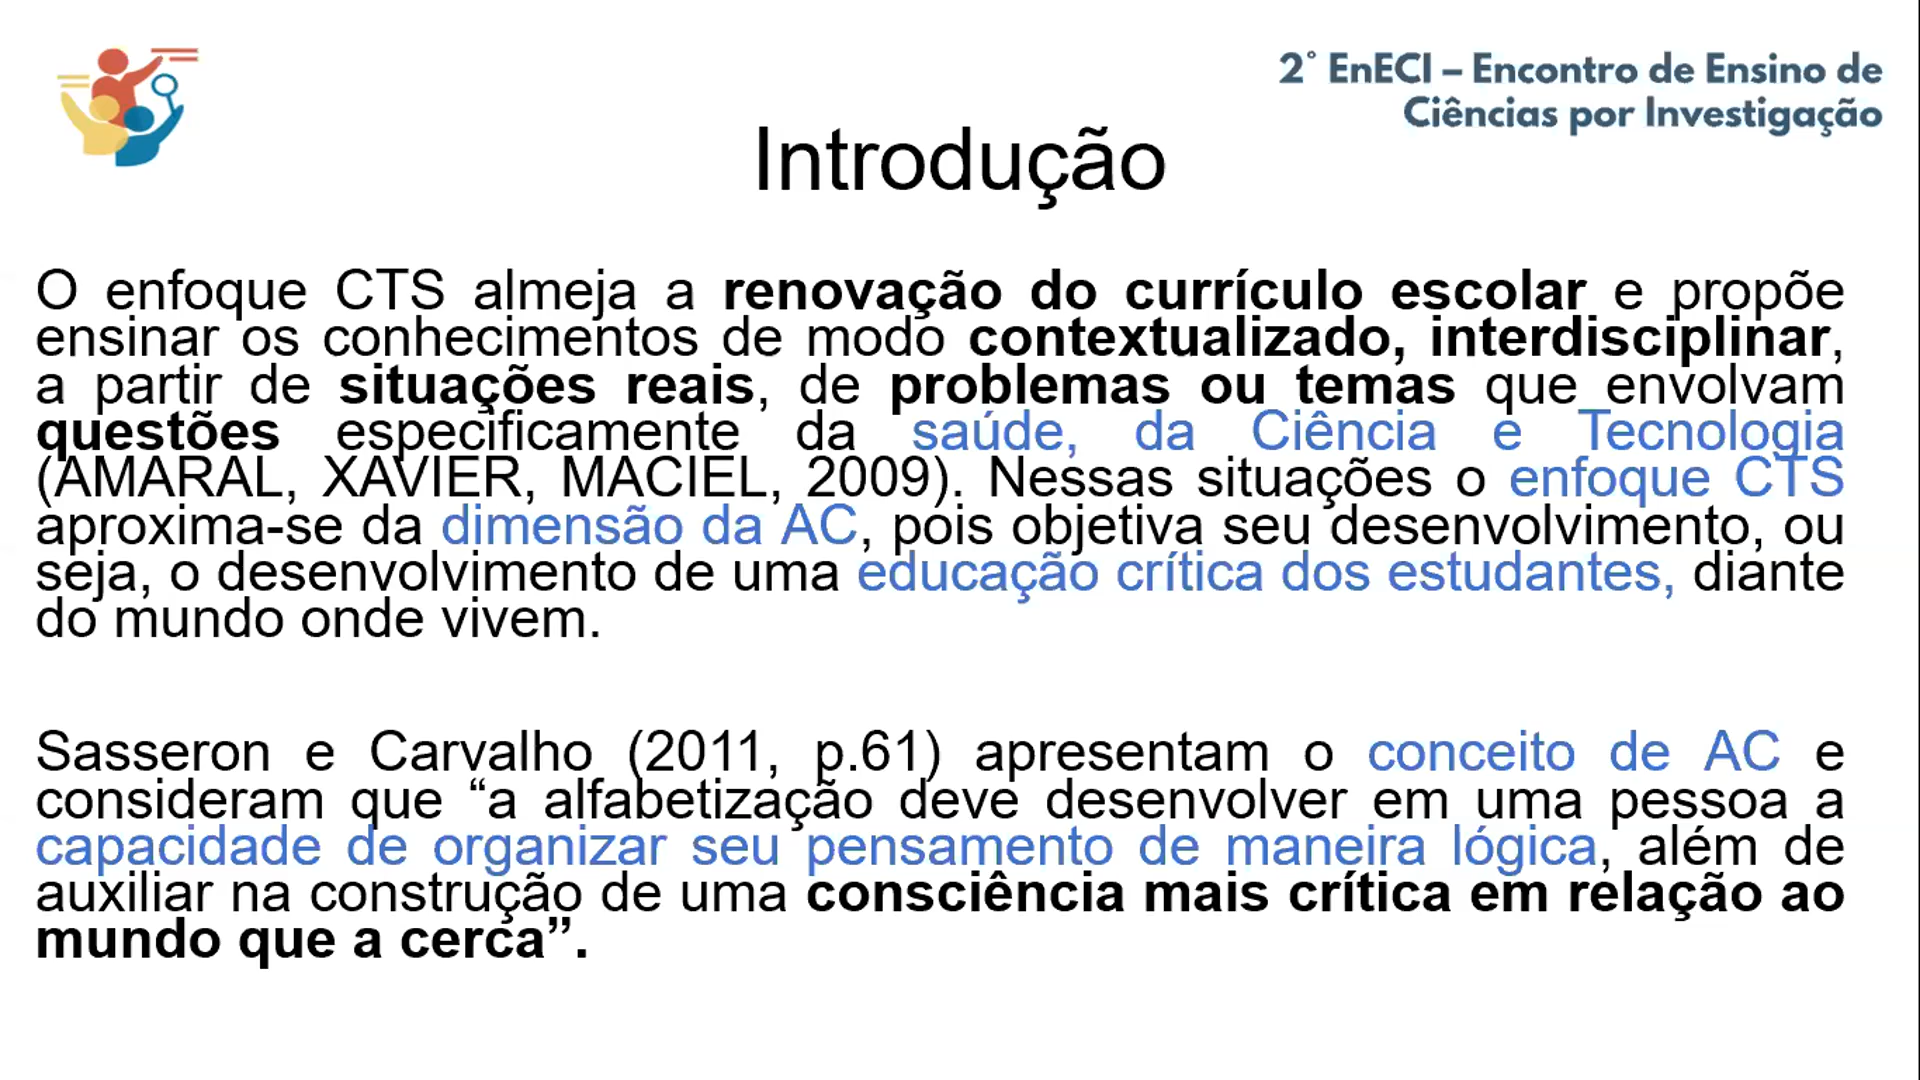 2° EnECI – Encontro de Ensino de
Ciências por Investigação
Introdução
O enfoque CTS almeja a renovação do currículo escolar e propõe
ensinar os conhecimentos de modo contextualizado, interdisciplinar,
a partir de situações reais, de problemas ou temas que envolvam
questões especificamente da saúde, da Ciência e Tecnologia
(AMARAL, XAVIER, MACIEL, 2009). Nessas situações o enfoque CTS
aproxima-se da dimensão da AC, pois objetiva seu desenvolvimento, ou
seja, o desenvolvimento de uma educação crítica dos estudantes, diante
do mundo onde vivem.
Sasseron e Carvalho (2011, p.61) apresentam o conceito de AC e
consideram que “a alfabetização deve desenvolver em uma pessoa a
capacidade de organizar seu pensamento de maneira lógica, além de
auxiliar na construção de uma consciência mais crítica em relação ao
mundo que a cerca”.